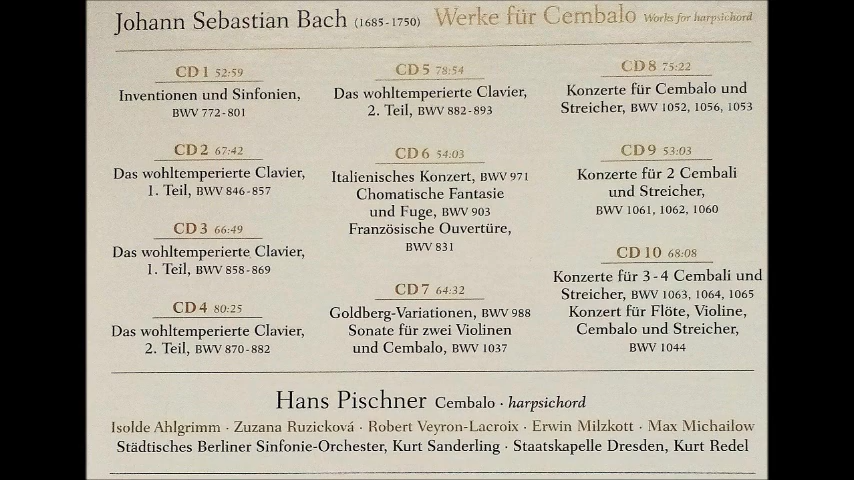 Johann Sebastian Bach (1685-1750) Werke für Cembalo Works for harpsichord
CD 1 52:59
Inventionen und Sinfonien,
BWV 772-801
CD 2 67:42
Das wohltemperierte Clavier,
1. Teil, BWV 846-857
CD 3 66:49
Das wohltemperierte Clavier,
1. Teil, BWV 858-869
CD 4 80:25
Das wohltemperierte Clavier,
2. Teil, BWV 870-882
CD 5 78:54
Das wohltemperierte Clavier,
2. Teil, BWV 882-893
CD 6 54:03
Italienisches Konzert, BWV 971
Chomatische Fantasie
und Fuge, BWV 903
Französische Ouvertüre,
BWV 831
CD 7 64:32
Goldberg-Variationen, BWV 988
Sonate für zwei Violinen
und Cembalo, BWV 1037
CD 8 75:22
Konzerte für Cembalo und
Streicher, BWV 1052, 1056, 1053
CD 9 53:03
Konzerte für 2 Cembali
und Streicher,
BWV 1061, 1062, 1060
CD 10 68:08
Konzerte für 3-4 Cembali und
Streicher, BWV 1063, 1064, 1065
Konzert für Flöte, Violine,
Cembalo und Streicher,
BWV 1044
Hans Pischner Cembalo · harpsichord
Isolde Ahlgrimm · Zuzana Ruzicková · Robert Veyron-Lacroix · Erwin Milzkott · Max Michailow
Städtisches Berliner Sinfonie-Orchester, Kurt Sanderling · Staatskapelle Dresden, Kurt Redel